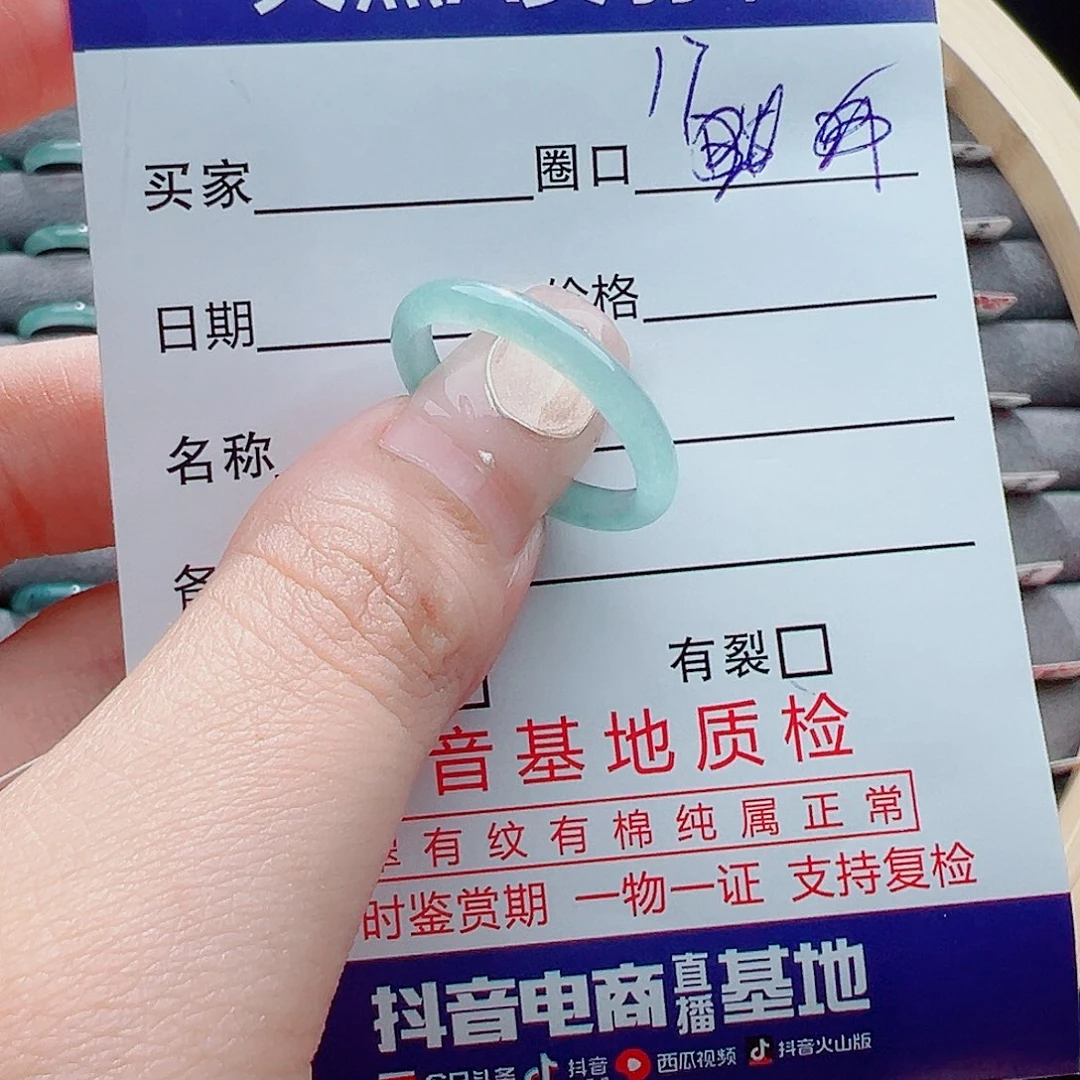 17
买家 圈口
日期 价格
名称
备
有裂
音基地质检
有纹有棉纯属正常
时鉴赏期 一物一证 支持复检
抖音电商直播基地
抖音 西瓜视频 抖音火山版